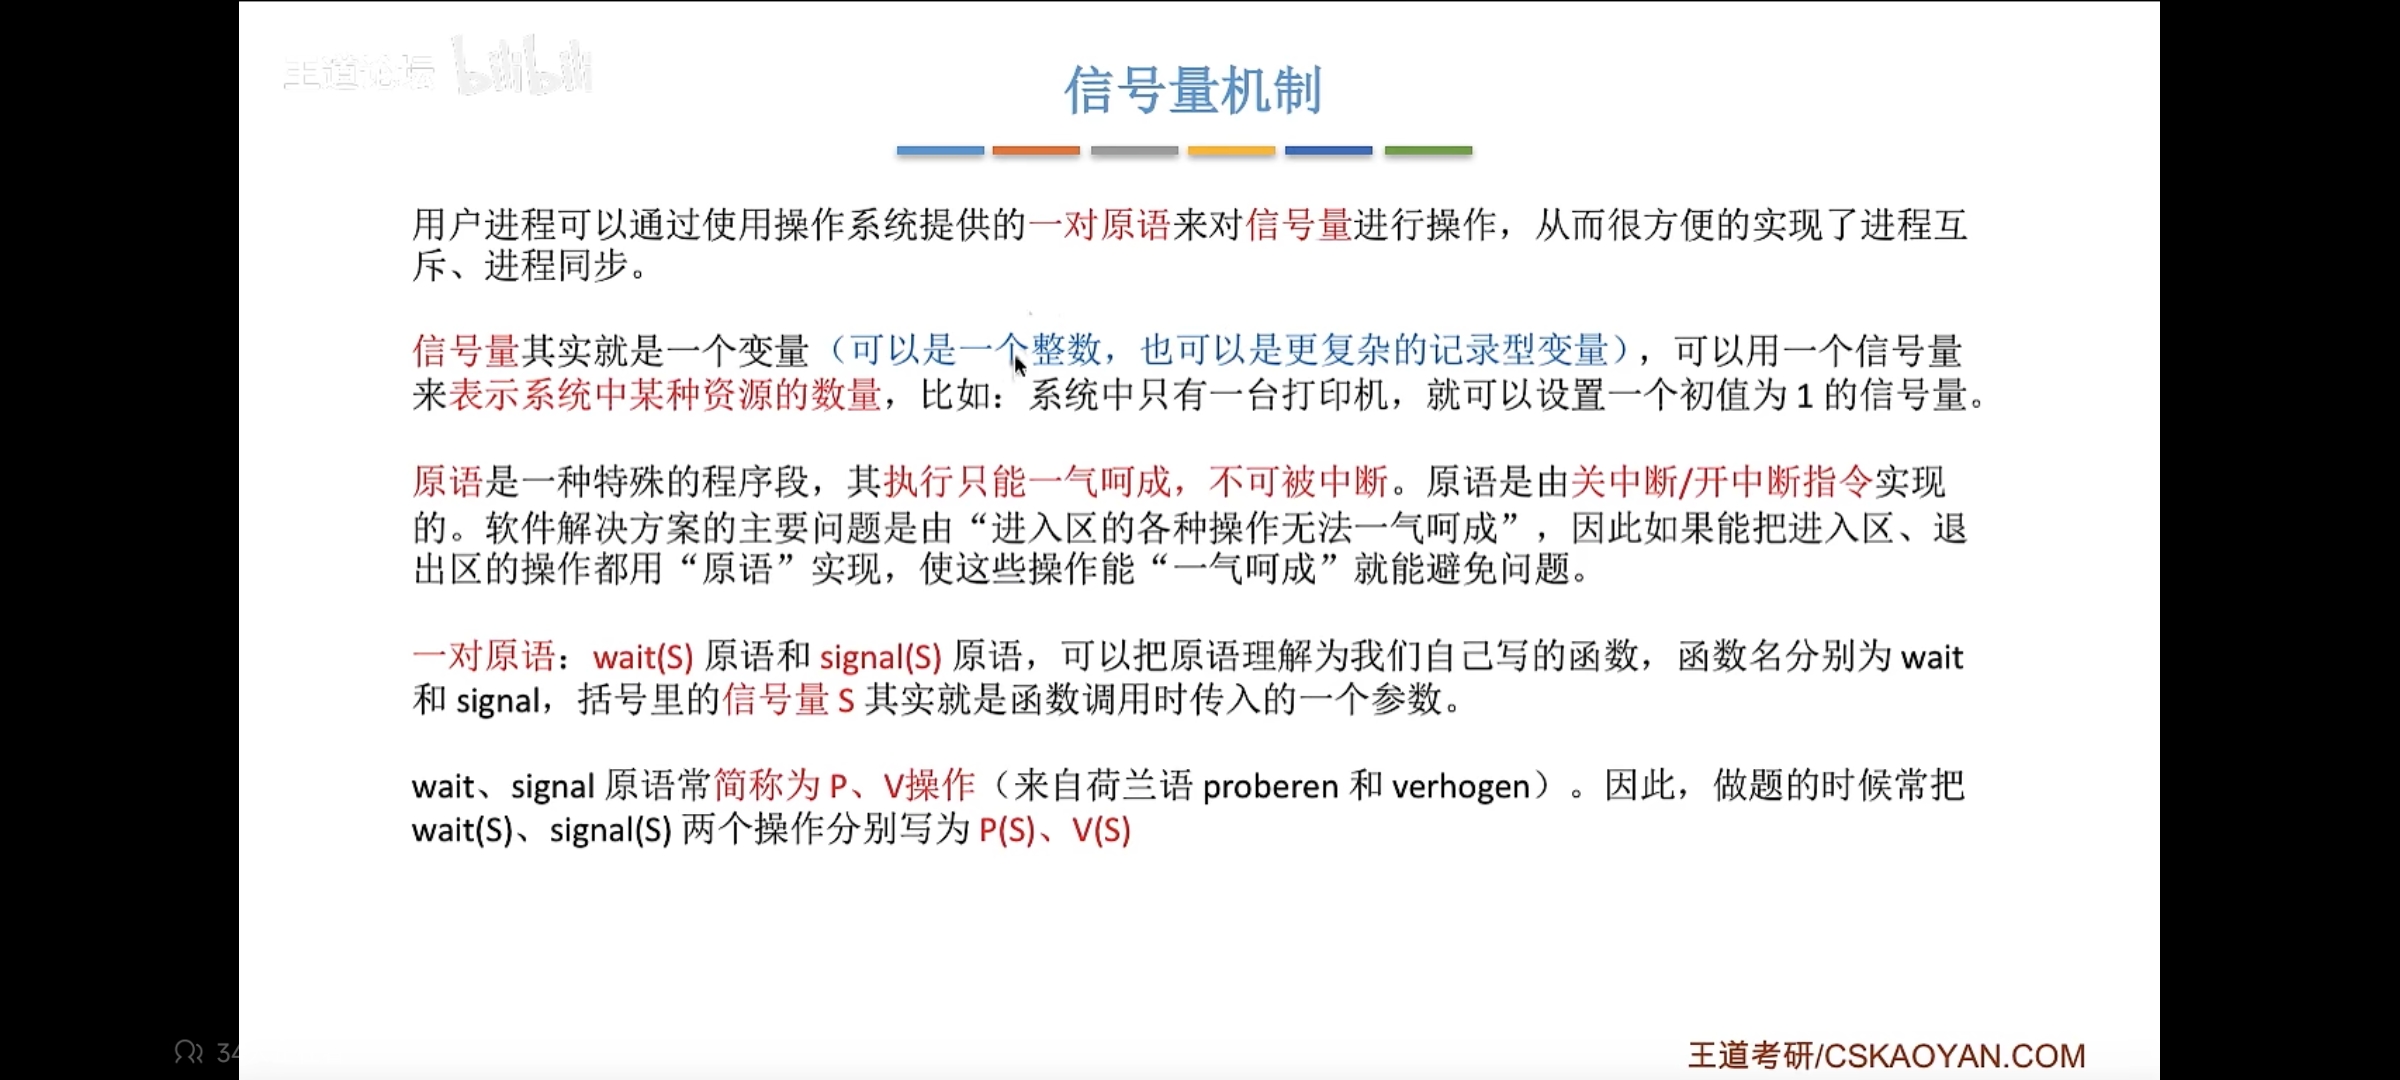 王道论坛 bilibili
信号量机制
用户进程可以通过使用操作系统提供的一对原语来对信号量进行操作，从而很方便的实现了进程互
斥、进程同步。
信号量其实就是一个变量（可以是一个整数，也可以是更复杂的记录型变量），可以用一个信号量
来表示系统中某种资源的数量，比如：系统中只有一台打印机，就可以设置一个初值为 1 的信号量。
原语是一种特殊的程序段，其执行只能一气呵成，不可被中断。原语是由关中断/开中断指令实现
的。软件解决方案的主要问题是由“进入区的各种操作无法一气呵成”，因此如果能把进入区、退
出区的操作都用“原语”实现，使这些操作能“一气呵成”就能避免问题。
一对原语：wait(S) 原语和 signal(S) 原语，可以把原语理解为我们自己写的函数，函数名分别为 wait
和 signal，括号里的信号量 S 其实就是函数调用时传入的一个参数。
wait、signal 原语常简称为 P、V操作（来自荷兰语 proberen 和 verhogen）。因此，做题的时候常把
wait(S)、signal(S) 两个操作分别写为 P(S)、V(S)
王道考研/CSKAOYAN.COM